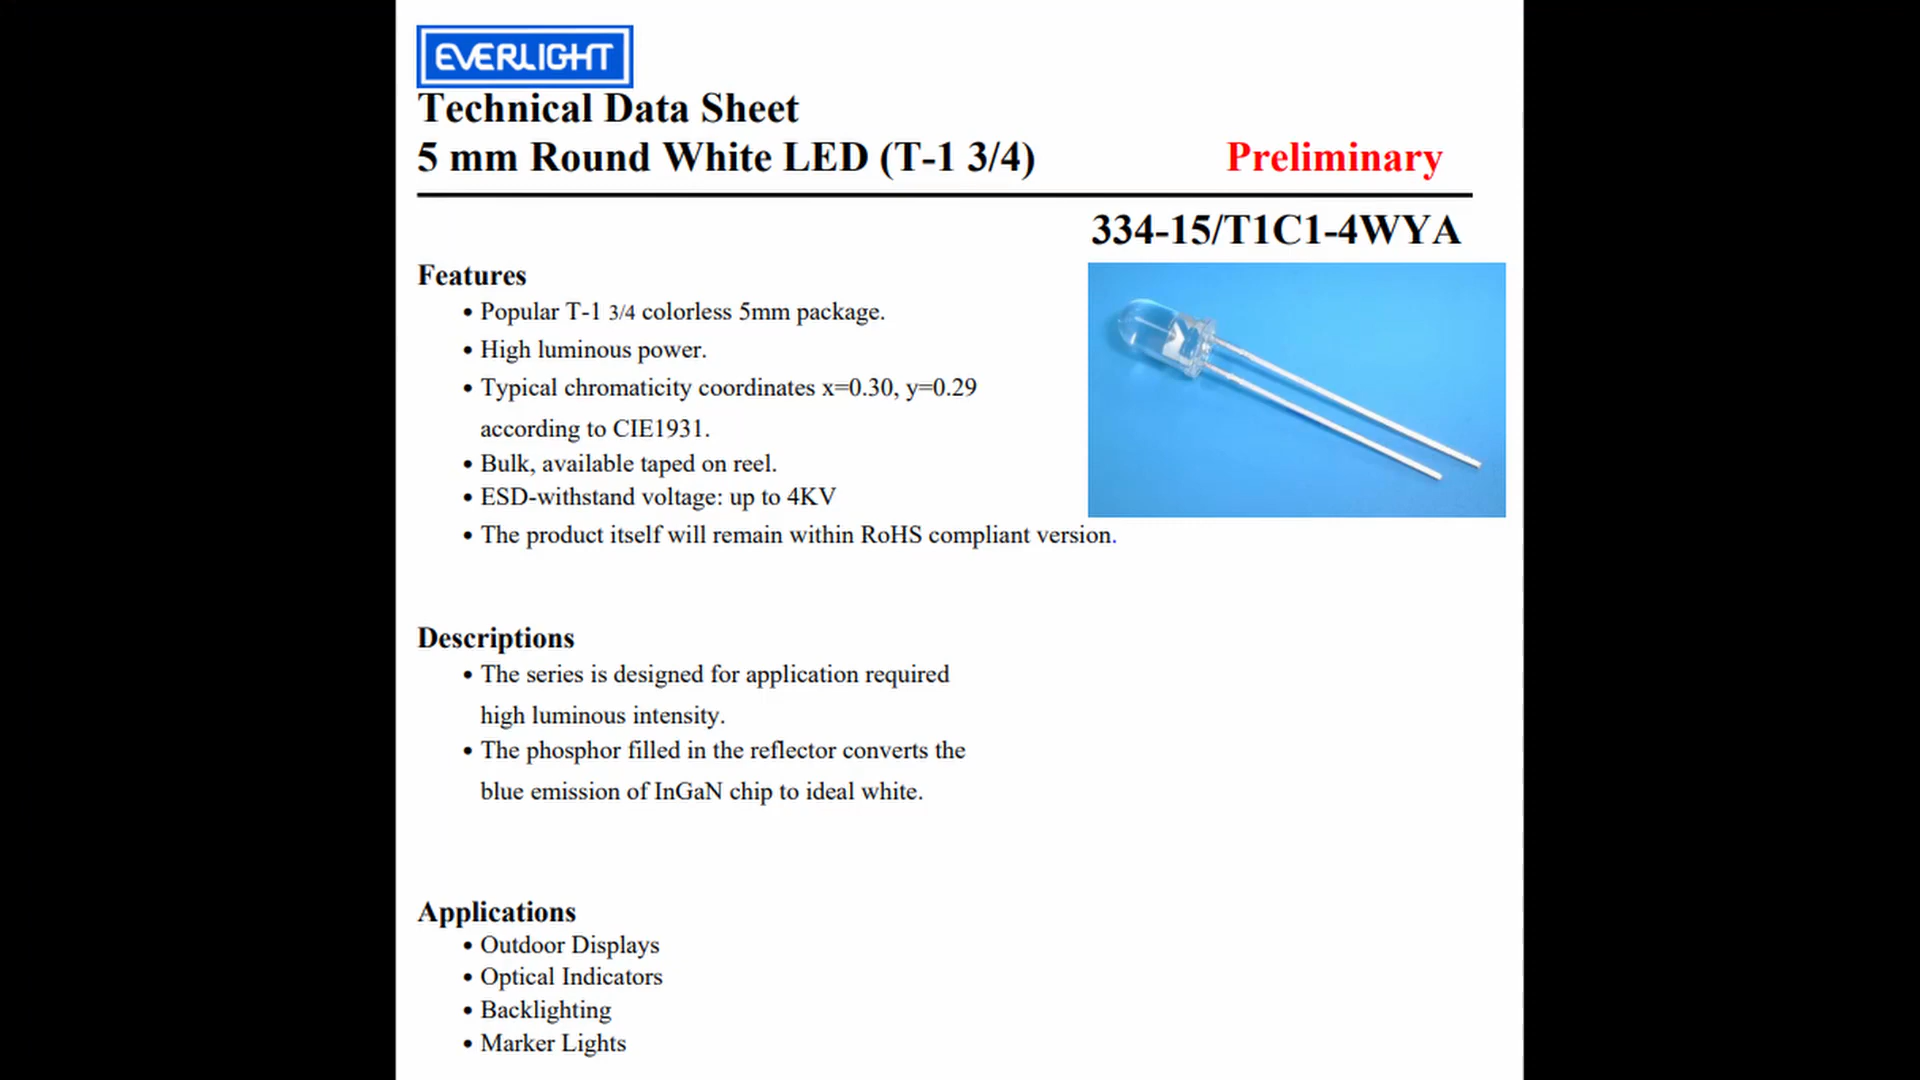 EVERLIGHT
Technical Data Sheet
5 mm Round White LED (T-1 3/4)
Preliminary
334-15/T1C1-4WYA
Features
• Popular T-1 3/4 colorless 5mm package.
• High luminous power.
• Typical chromaticity coordinates x=0.30, y=0.29
according to CIE1931.
• Bulk, available taped on reel.
• ESD-withstand voltage: up to 4KV
• The product itself will remain within RoHS compliant version.
Descriptions
• The series is designed for application required
high luminous intensity.
• The phosphor filled in the reflector converts the
blue emission of InGaN chip to ideal white.
Applications
• Outdoor Displays
• Optical Indicators
• Backlighting
• Marker Lights